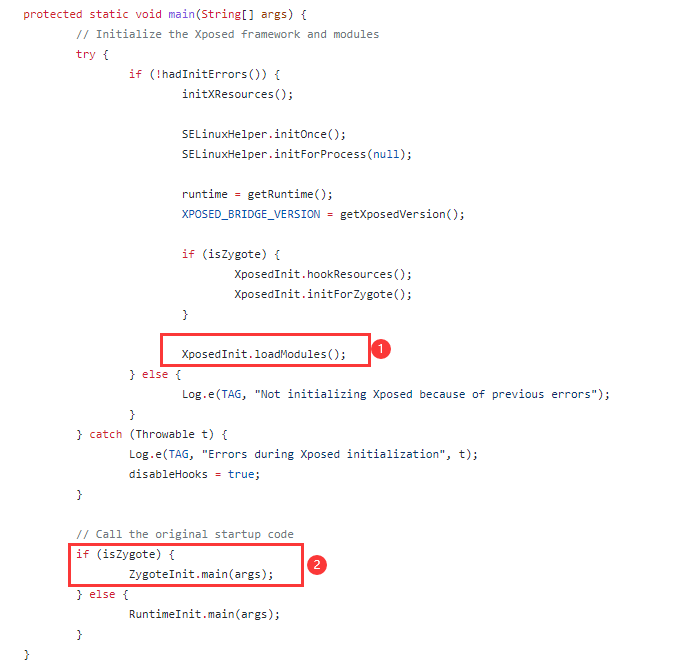 protected static void main(String[] args) {
// Initialize the Xposed framework and modules
try {
if (!hadInitErrors()) {
initXResources();
SELinuxHelper.initOnce();
SELinuxHelper.initForProcess(null);
runtime = getRuntime();
XPOSED_BRIDGE_VERSION = getXposedVersion();
if (isZygote) {
XposedInit.hookResources();
XposedInit.initForZygote();
}
XposedInit.loadModules(); 1
} else {
Log.e(TAG, "Not initializing Xposed because of previous errors");
}
} catch (Throwable t) {
Log.e(TAG, "Errors during Xposed initialization", t);
disableHooks = true;
}
// Call the original startup code
if (isZygote) {
ZygoteInit.main(args); 2
} else {
RuntimeInit.main(args);
}
}